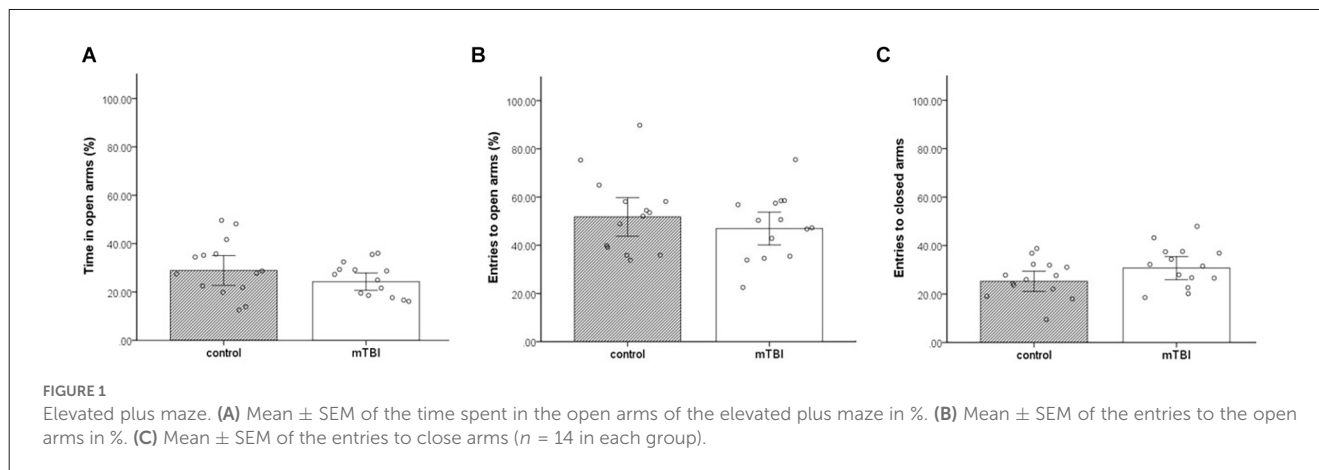 A
B
C
Time in open arms (%)
100.00
80.00
60.00
40.00
20.00
.00
control
mTBI
Entries to open arms (%)
100.00
80.00
60.00
40.00
20.00
.00
control
mTBI
Entries to closed arms
100.00
80.00
60.00
40.00
20.00
.00
control
mTBI
FIGURE 1
Elevated plus maze. (A) Mean ± SEM of the time spent in the open arms of the elevated plus maze in %. (B) Mean ± SEM of the entries to the open
arms in %. (C) Mean ± SEM of the entries to close arms (n = 14 in each group).